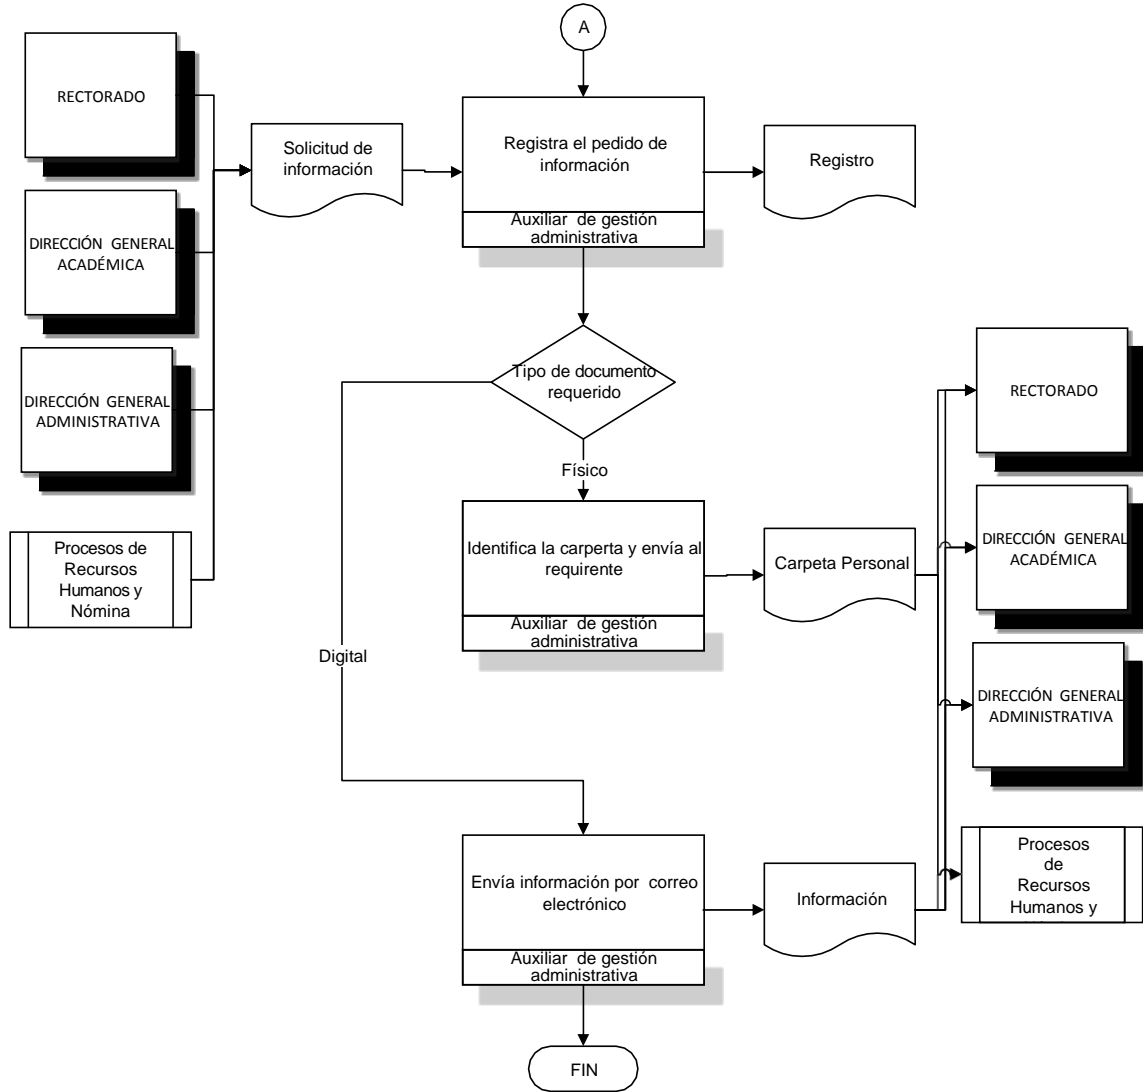 A
RECTORADO
DIRECCIÓN GENERAL
ACADÉMICA
DIRECCIÓN GENERAL
ADMINISTRATIVA
Procesos de
Recursos
Humanos y
Nómina
Solicitud de
información
Registra el pedido de
información
Auxiliar de gestión
administrativa
Registro
Tipo de documento
requerido
Físico
Digital
Identifica la carperta y envía al
requirente
Auxiliar de gestión
administrativa
Carpeta Personal
RECTORADO
DIRECCIÓN GENERAL
ACADÉMICA
DIRECCIÓN GENERAL
ADMINISTRATIVA
Procesos
de
Recursos
Humanos y
Envía información por correo
electrónico
Auxiliar de gestión
administrativa
Información
FIN